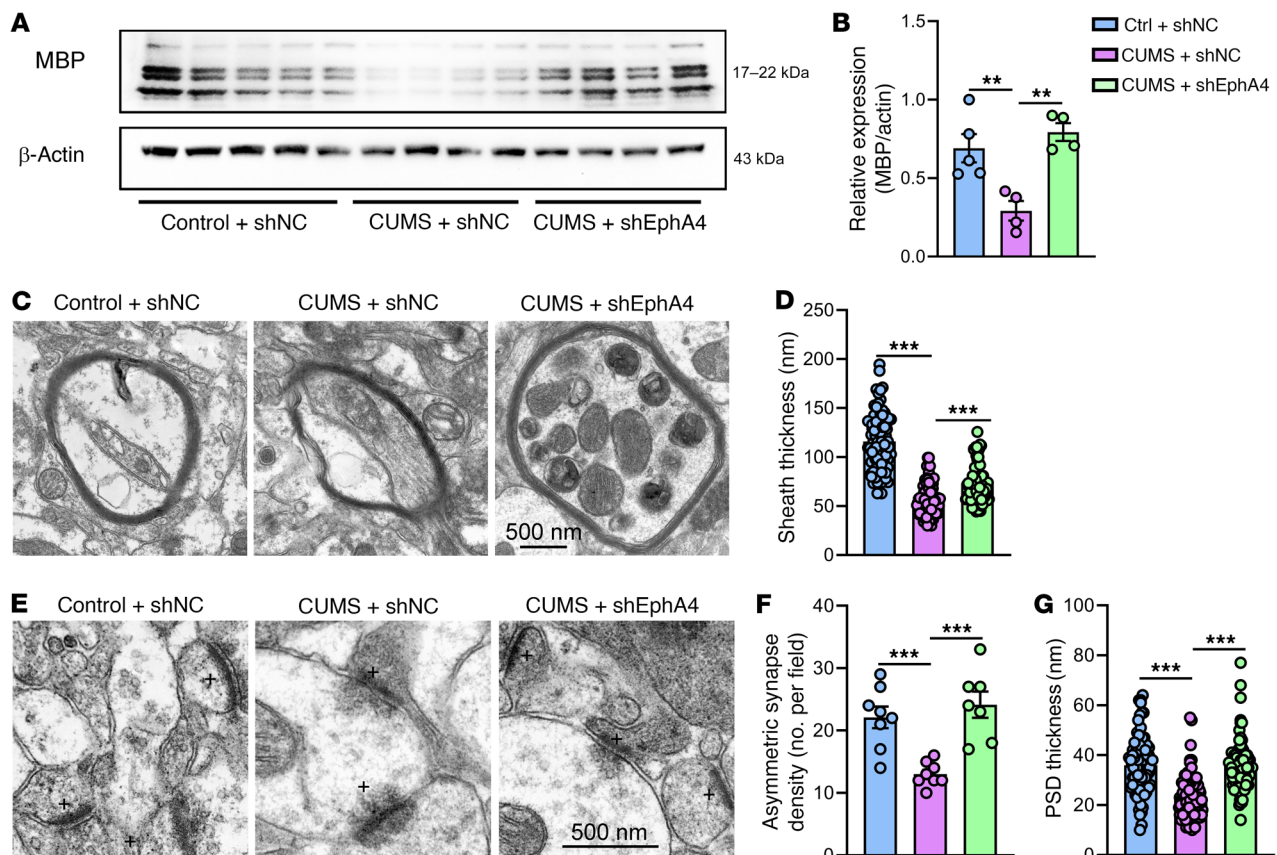 A
MBP
17–22 kDa
β-Actin
43 kDa
Control + shNC
CUMS + shNC
CUMS + shEphA4
B
Relative expression
(MBP/actin)
1.5
1.0
0.5
0.0
**
**
Ctrl + shNC
CUMS + shNC
CUMS + shEphA4
C
Control + shNC
CUMS + shNC
CUMS + shEphA4
500 nm
D
Sheath thickness (nm)
250
200
150
100
50
0
***
***
E
Control + shNC
CUMS + shNC
CUMS + shEphA4
+
+
+
+
+
+
+
+
500 nm
F
Asymmetric synapse
density (no. per field)
40
30
20
10
***
***
G
PSD thickness (nm)
100
80
60
40
20
***
***